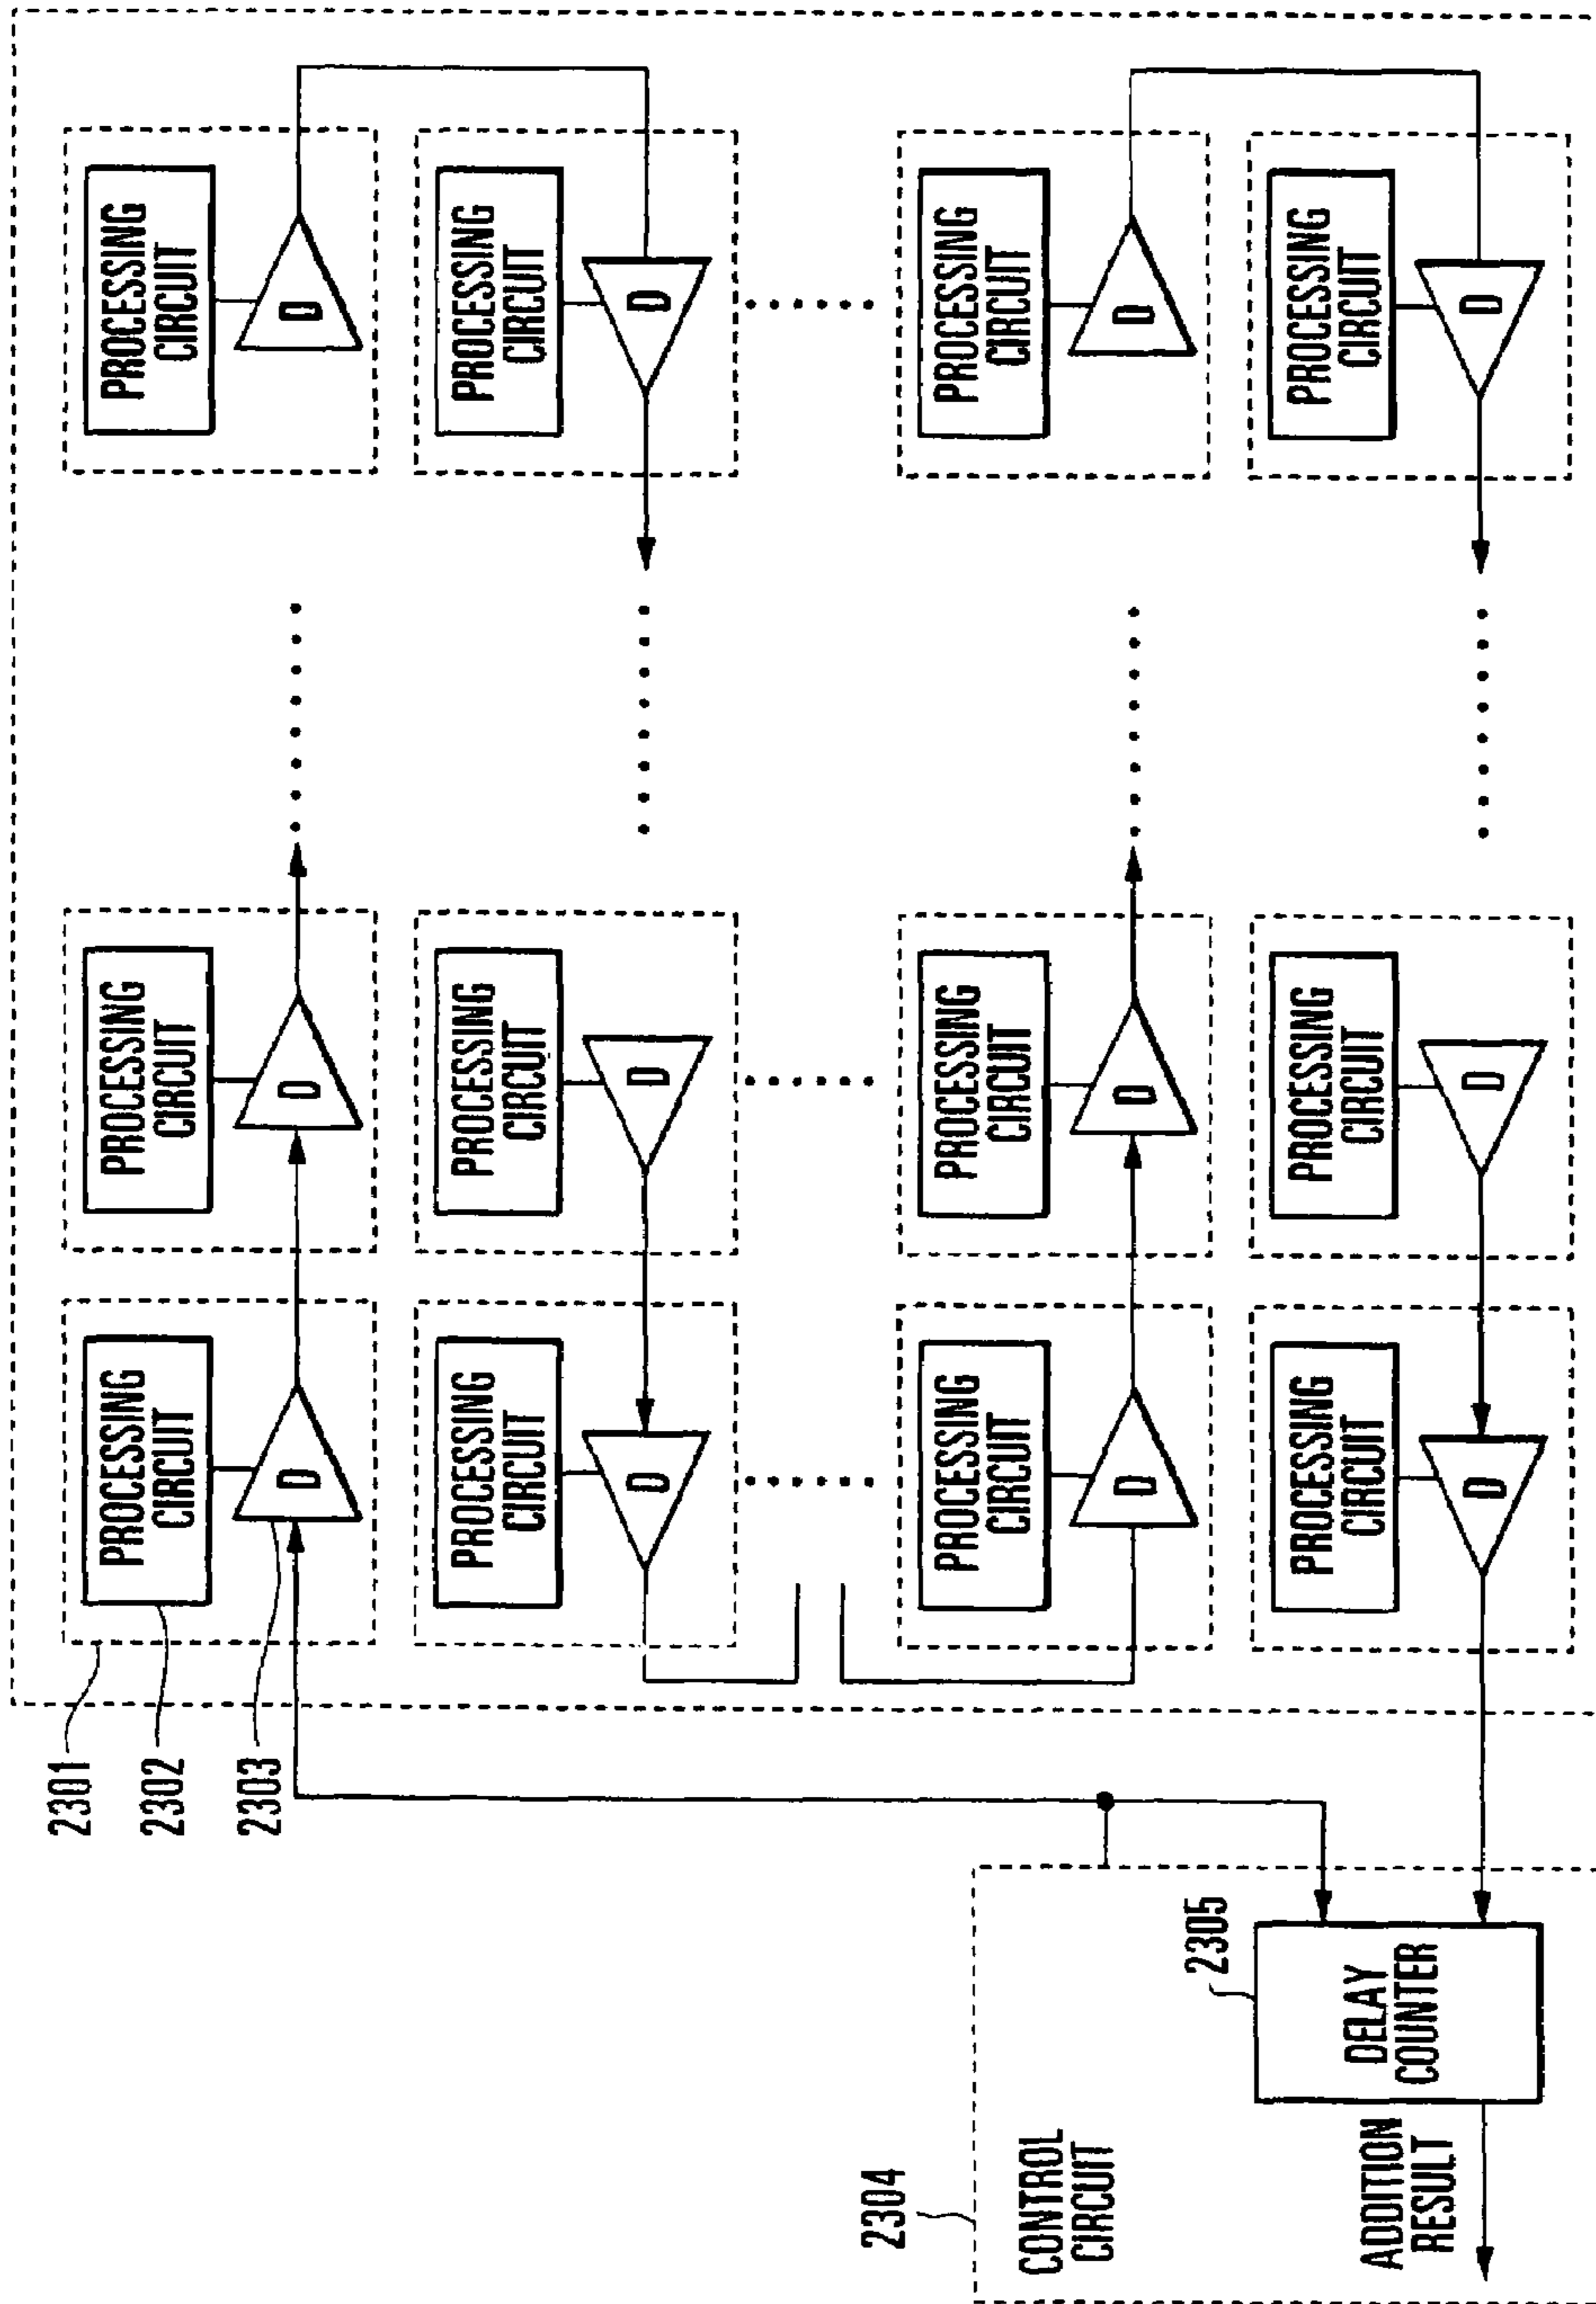 PROCESSING
CIRCUIT
D
PROCESSING
CIRCUIT
D
PROCESSING
CIRCUIT
D
PROCESSING
CIRCUIT
D
PROCESSING
CIRCUIT
D
PROCESSING
CIRCUIT
D
PROCESSING
CIRCUIT
D
PROCESSING
CIRCUIT
D
PROCESSING
CIRCUIT
D
PROCESSING
CIRCUIT
D
PROCESSING
CIRCUIT
D
PROCESSING
CIRCUIT
D
2301
2302
2303
2304
CONTROL
CIRCUIT
2305
DELAY
COUNTER
ADDITION
RESULT